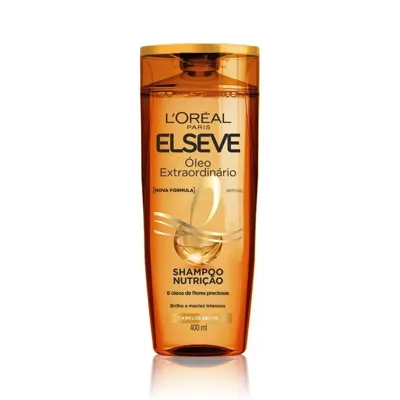 L'ORÉAL
PARIS
ELSEVE
Óleo
Extraordinário
[NOVA FÓRMULA]
SHAMPOO
NUTRIÇÃO
6 óleos de flores preciosas
Brilho e maciez intensos
CABELOS SECOS
400 ml